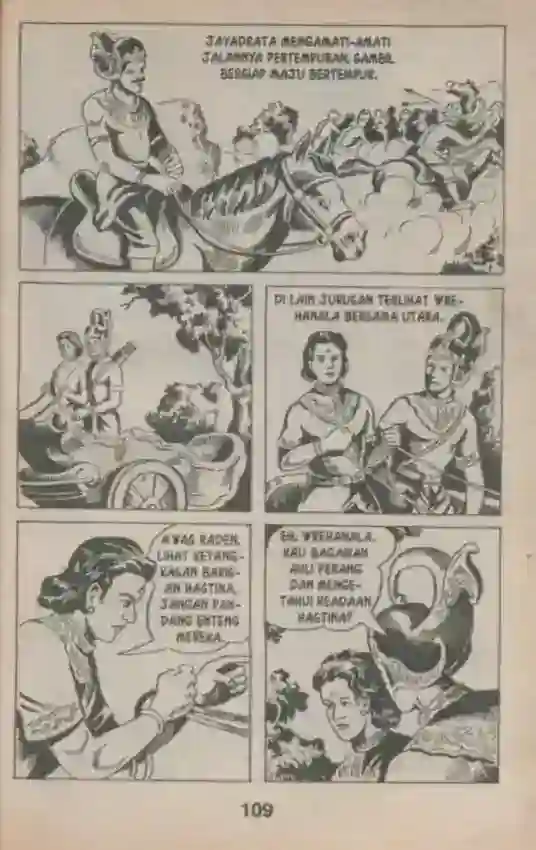 JAYADRATA MENGAMATI-AMATI
JALANNYA PERTEMPURAN, SAMBIL
BERSIAP MAJU BERTEMPUR.
DI LAIN JURUSAN TERLIHAT WRE-
HANALA BERSAMA UTARA.
AWAS RADEN,
LIHAT KETANG-
KASAN BARIS-
AN HASTINA,
JANGAN PAN-
DANG ENTENG
MEREKA.
EH, WREHANALA,
KAU BAGAIKAN
AHLI PERANG
DAN MENGE-
TAHUI KEADAAN
HASTINA?
109